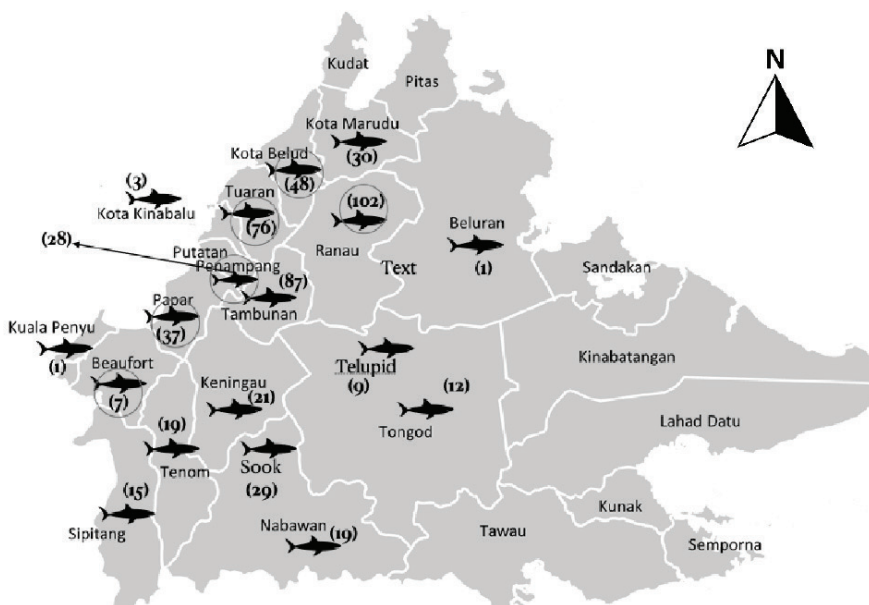 Kudat
N
Pitas
Kota Marudu
(30)
Kota Belud
(48)
(3)
Kota Kinabalu
Tuaran
(76)
(102)
Ranau
Beluran
(1)
(28)
Putatan
Penampang
Text
Sandakan
(87)
Tambunan
Papar
(37)
Kuala Penyu
(1)
Beaufort
(7)
Telupid
(9)
Kinabatangan
Keningau
(21)
(12)
Tongod
Lahad Datu
(19)
Tenom
Sook
(29)
(15)
Sipitang
Nabawan
(19)
Tawau
Kunak
Semporna